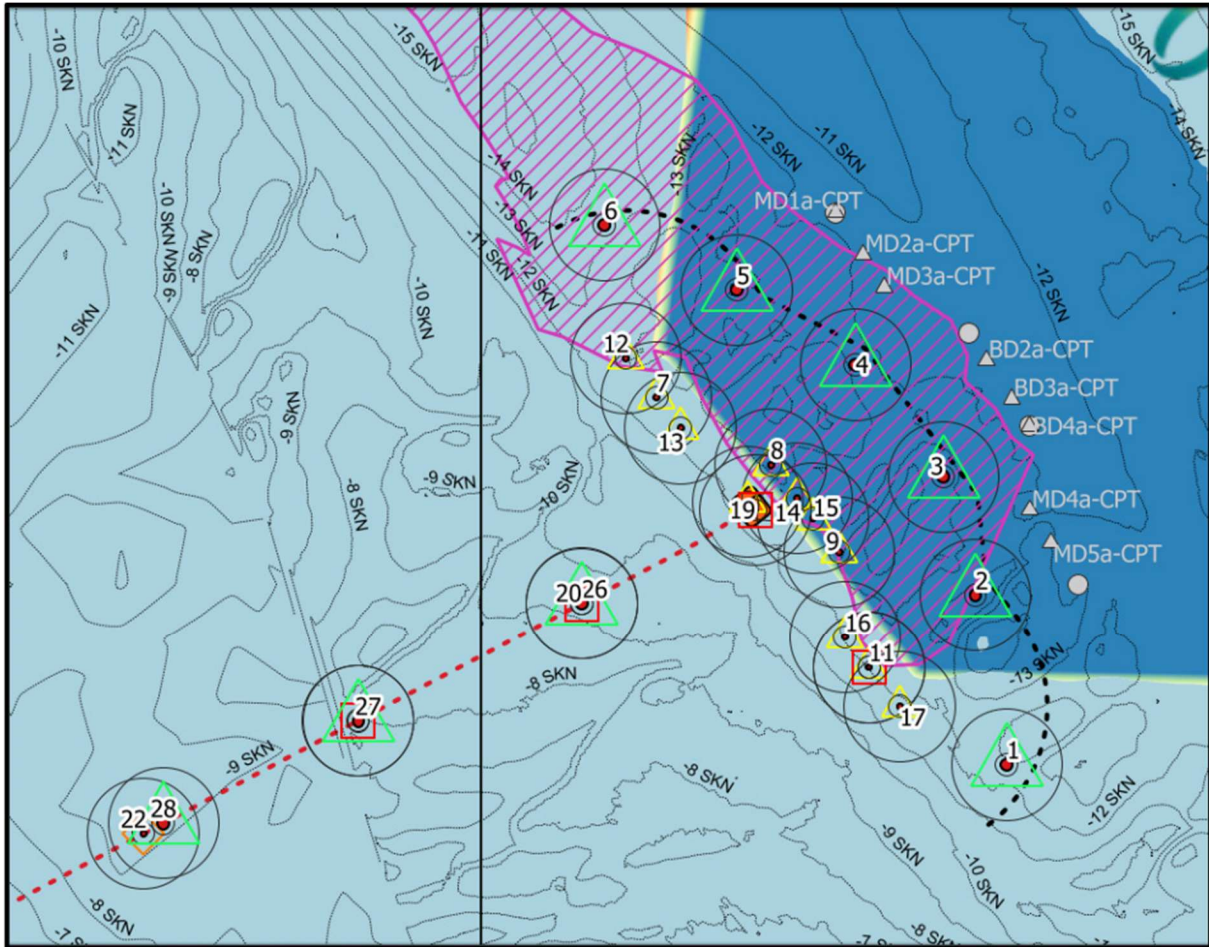 -10 SKN
-15 SKN
-15 SKN
-11 SKN
-12 SKN
-11 SKN
-14 SKN
-14 SKN
-13 SKN
-10 SKN
-9 SKN
-8 SKN
-13 SKN
-11 SKN
-12 SKN
MD1a-CPT
6
MD2a-CPT
-12 SKN
5
MD3a-CPT
-11 SKN
-10 SKN
12
4
BD2a-CPT
7
BD3a-CPT
-9 SKN
13
BD4a-CPT
-9 SKN
8
3
-8 SKN
-10 SKN
19
14
15
MD4a-CPT
9
MD5a-CPT
20
26
2
16
11
-8 SKN
-13 SKN
27
17
1
-9 SKN
-8 SKN
-12 SKN
22
28
-9 SKN
-10 SKN
-8 SKN
-7 SKN
-8 SKN